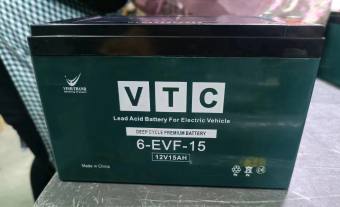 VTC
Lead Acid Battery For Electric Vehicle
DEEP CYCLE PREMIUM BATTERY
6-EVF-15
12V15AH
Made in China